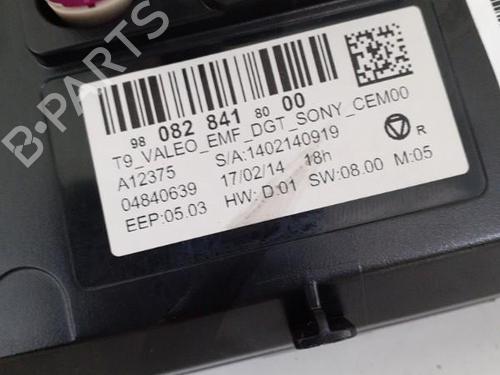 98 082 841 80 00
T9_VALEO_EMF_DGT_SONY_CEM00
A12375 S/A:1402140919
04840639 17/02/14 18h
EEP:05.03 HW: D:01 SW:08.00 M:05
R
B-PARTS